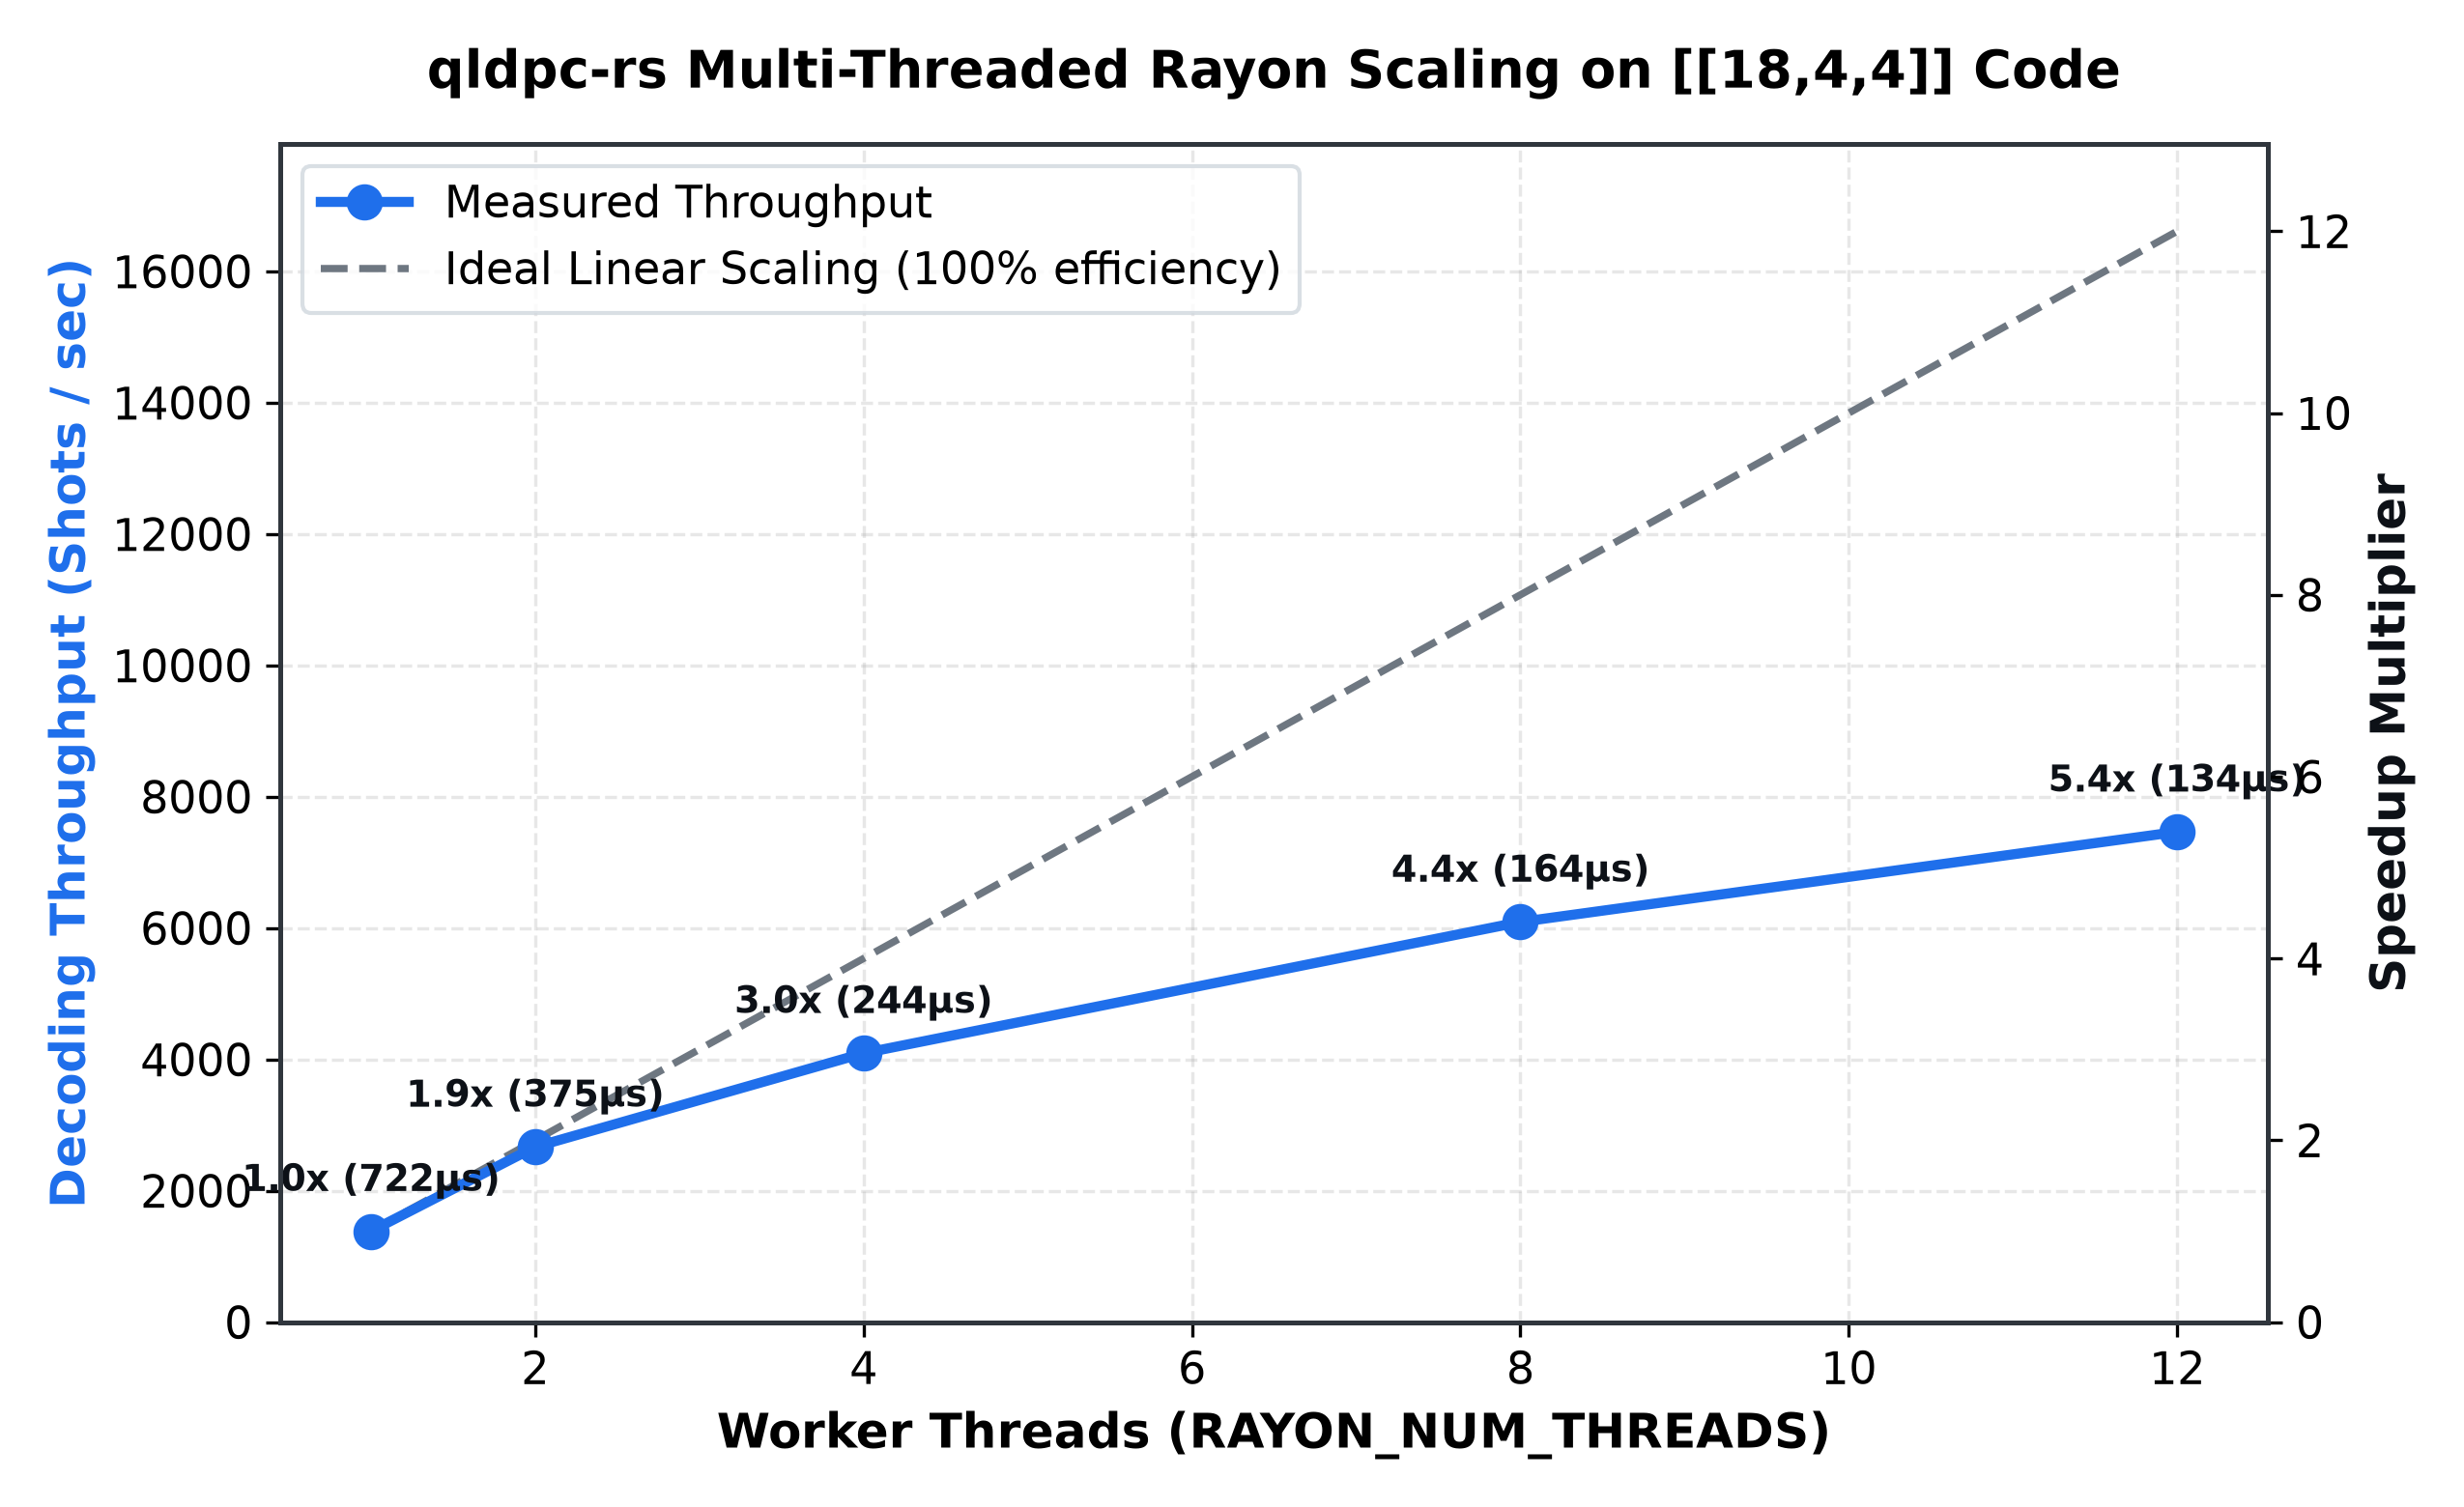 qldpc-rs Multi-Threaded Rayon Scaling on [[18,4,4]] Code
Measured Throughput
Ideal Linear Scaling (100% efficiency)
Decoding Throughput (Shots / sec)
16000
14000
12000
10000
8000
6000
4000
2000
0
1.0x (722µs)
1.9x (375µs)
3.0x (244µs)
4.4x (164µs)
5.4x (134µs)
12
10
8
6
4
2
0
Speedup Multiplier
2 4 6 8 10 12
Worker Threads (RAYON_NUM_THREADS)